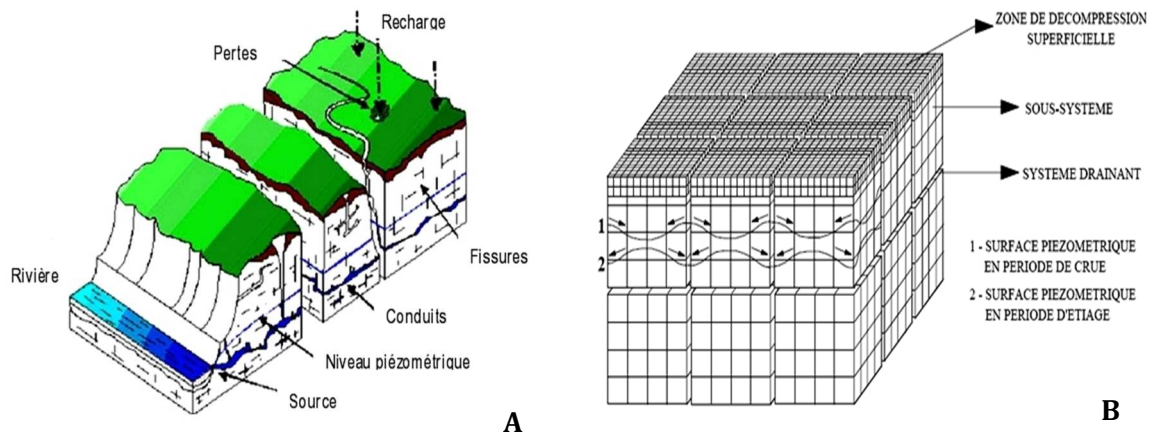 Recharge
Pertes
Rivière
Fissures
Conduits
Niveau piézométrique
Source
A
ZONE DE DECOMPRESSION
SUPERFICIELLE
SOUS-SYSTEME
SYSTEME DRAINANT
1
2
1 - SURFACE PIEZOMETRIQUE
EN PERIODE DE CRUE
2 - SURFACE PIEZOMETRIQUE
EN PERIODE D'ETIAGE
B